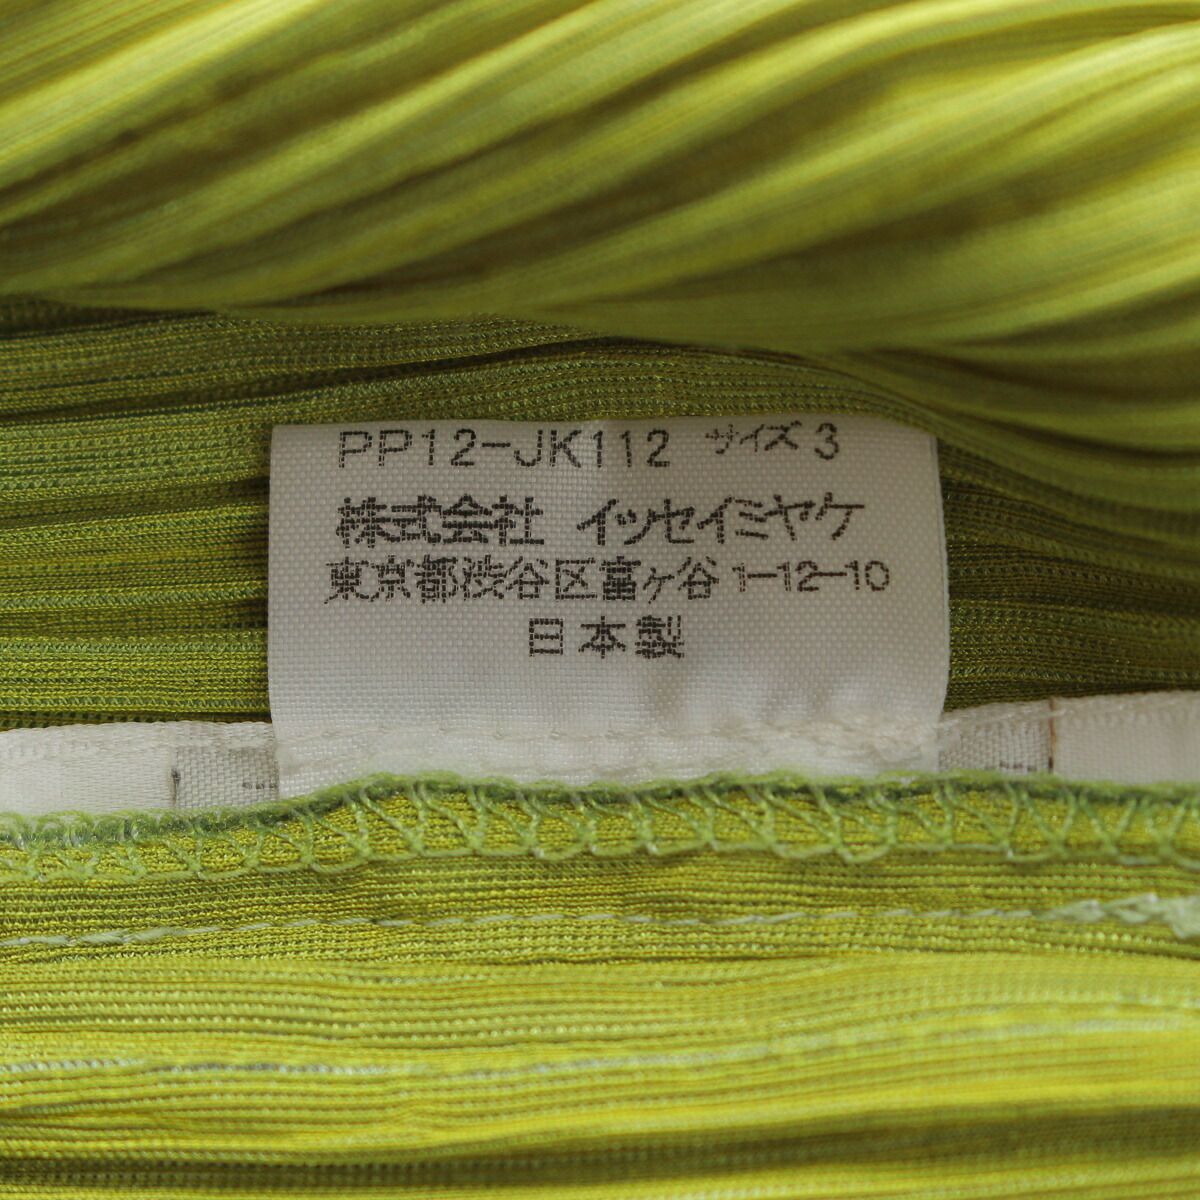 PP12-JK112 サイズ 3
株式会社 イッセイミヤケ
東京都渋谷区富ヶ谷 1-12-10
日本製